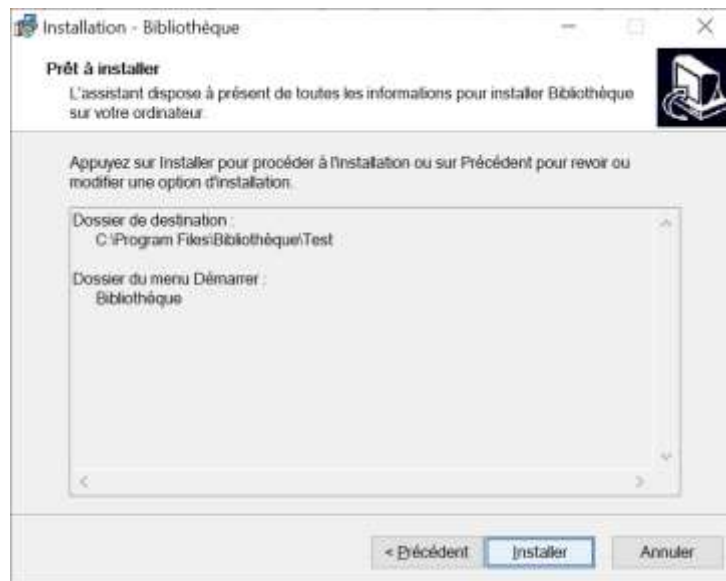 Installation - Bibliothèque
Prêt à installer
L'assistant dispose à présent de toutes les informations pour installer Bibliothèque
sur votre ordinateur.
Appuyez sur Installer pour procéder à l'installation ou sur Précédent pour revoir ou
modifier une option d'installation.
Dossier de destination :
C:\Program Files\Bibliothèque\Test
Dossier du menu Démarrer :
Bibliothèque
< Précédent
Installer
Annuler